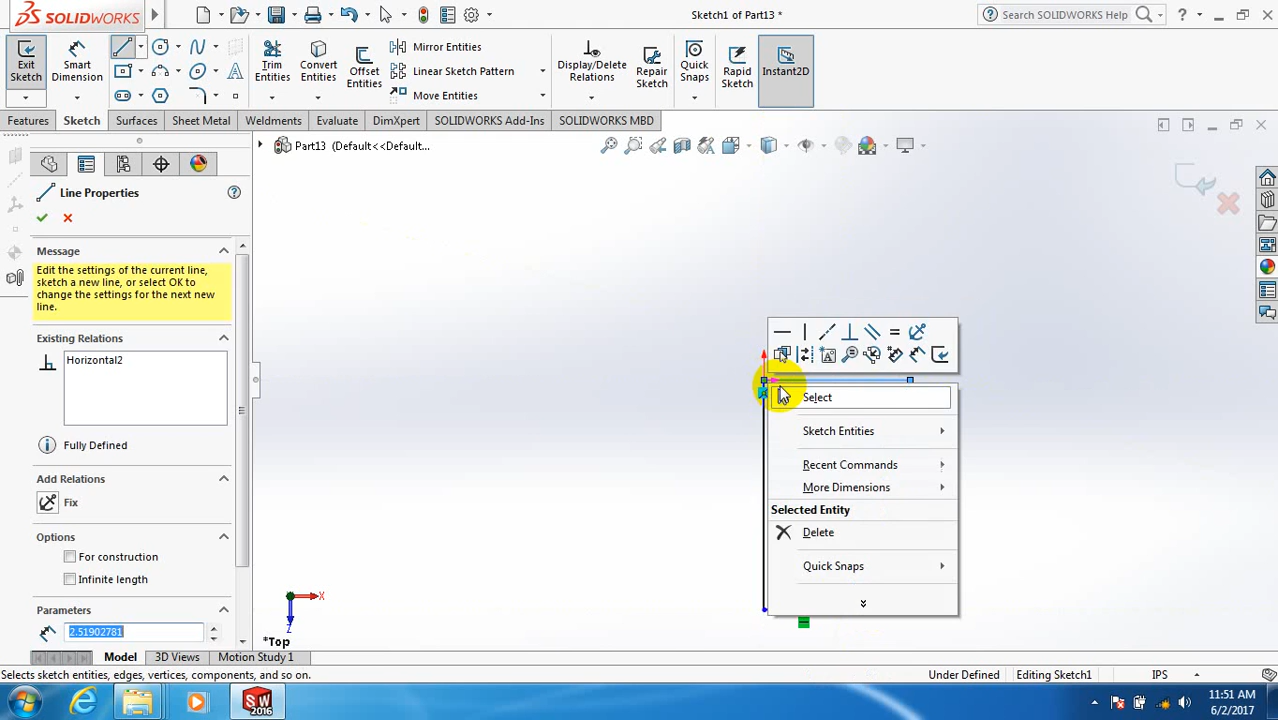 SOLIDWORKS
Sketch1 of Part13 *
Search SOLIDWORKS Help
Exit Sketch
Smart Dimension
Trim Entities
Convert Entities
Offset Entities
Mirror Entities
Linear Sketch Pattern
Move Entities
Display/Delete Relations
Repair Sketch
Quick Snaps
Rapid Sketch
Instant2D
Features Sketch Surfaces Sheet Metal Weldments Evaluate DimXpert SOLIDWORKS Add-Ins SOLIDWORKS MBD
Part13 (Default<<Default...
Line Properties
Message
Edit the settings of the current line,
sketch a new line, or select OK to
change the settings for the next new
line.
Existing Relations
Horizontal2
Fully Defined
Add Relations
Fix
Options
For construction
Infinite length
Parameters
2.51902781
Select
Sketch Entities
Recent Commands
More Dimensions
Selected Entity
Delete
Quick Snaps
X
Z
*Top
Model 3D Views Motion Study 1
Selects sketch entities, edges, vertices, components, and so on.
Under Defined Editing Sketch1 IPS
SW 2016
11:51 AM
6/2/2017